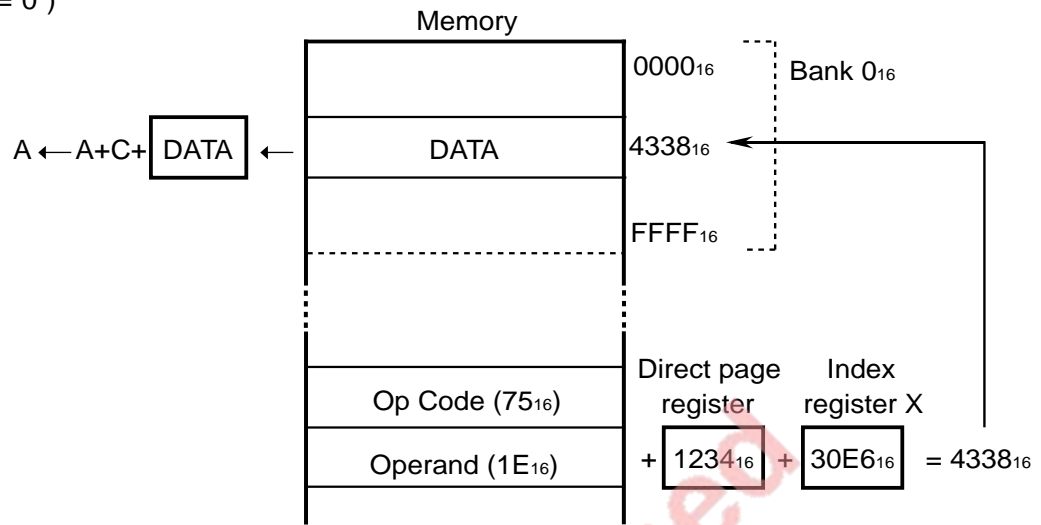 = 0 )
Memory
0000₁₆
Bank 0₁₆
A ← A+C+ DATA ← DATA 4338₁₆
FFFF₁₆
Direct page register
Index register X
Op Code (75₁₆)
Operand (1E₁₆) + 1234₁₆ + 30E6₁₆ = 4338₁₆